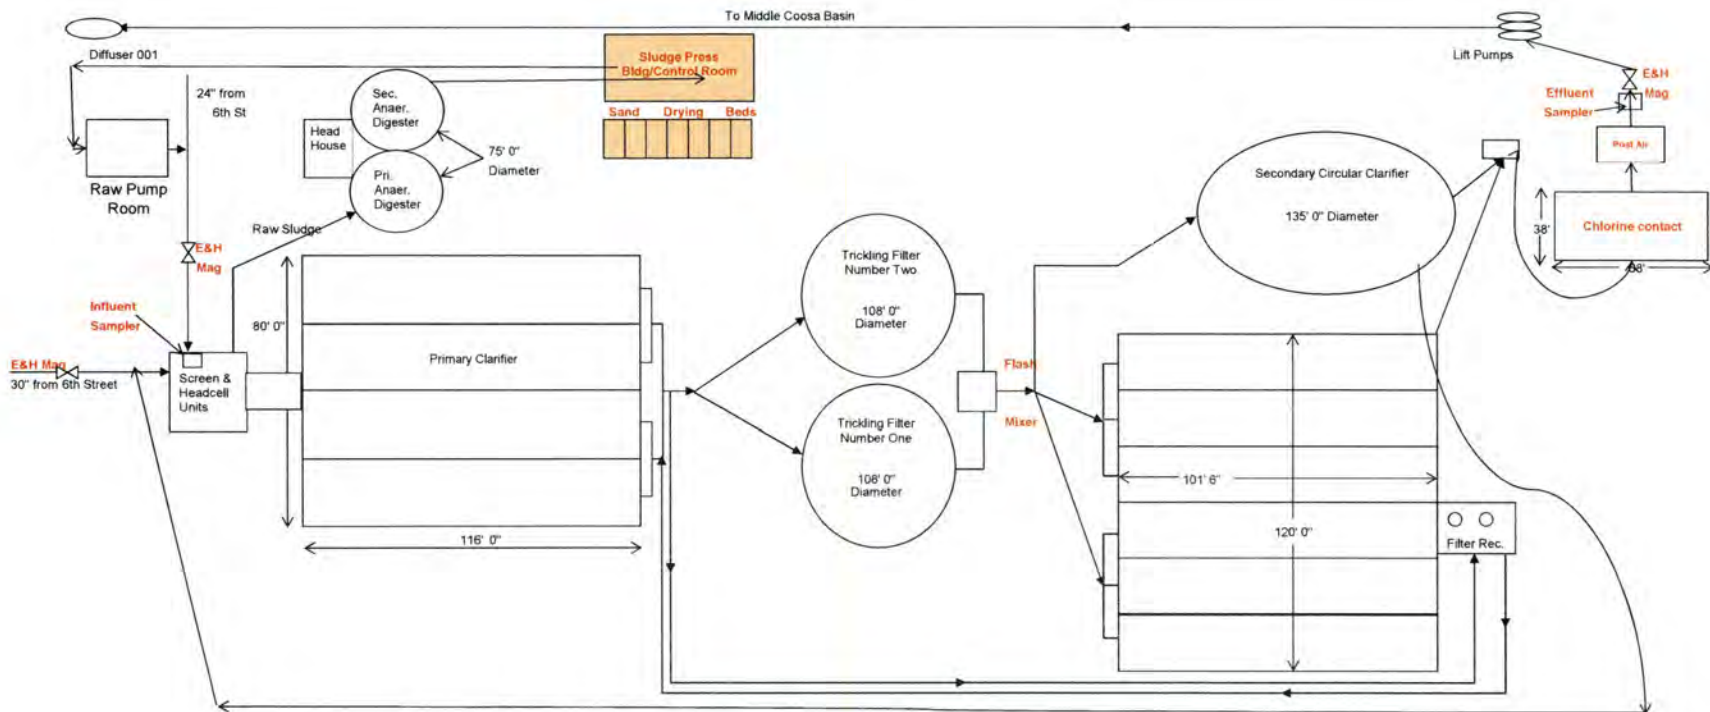 To Middle Coosa Basin
Diffuser 001
Lift Pumps
Sludge Press
Bldg/Control Room
Sand Drying Beds
24" from
6th St
Sec.
Anaer.
Digester
Head
House
Pri.
Anaer.
Digester
75' 0"
Diameter
Raw Pump
Room
E&H
Mag
Raw Sludge
Influent
Sampler
E&H Mag
30" from 6th Street
Screen &
Headcell
Units
80' 0"
Primary Clarifier
116' 0"
Trickling Filter
Number Two
108' 0"
Diameter
Trickling Filter
Number One
108' 0"
Diameter
Flash
Mixer
Secondary Circular Clarifier
135' 0" Diameter
101' 6"
120' 0"
Filter Rec.
E&H
Mag
Effluent
Sampler
Post Air
Chlorine contact
38'